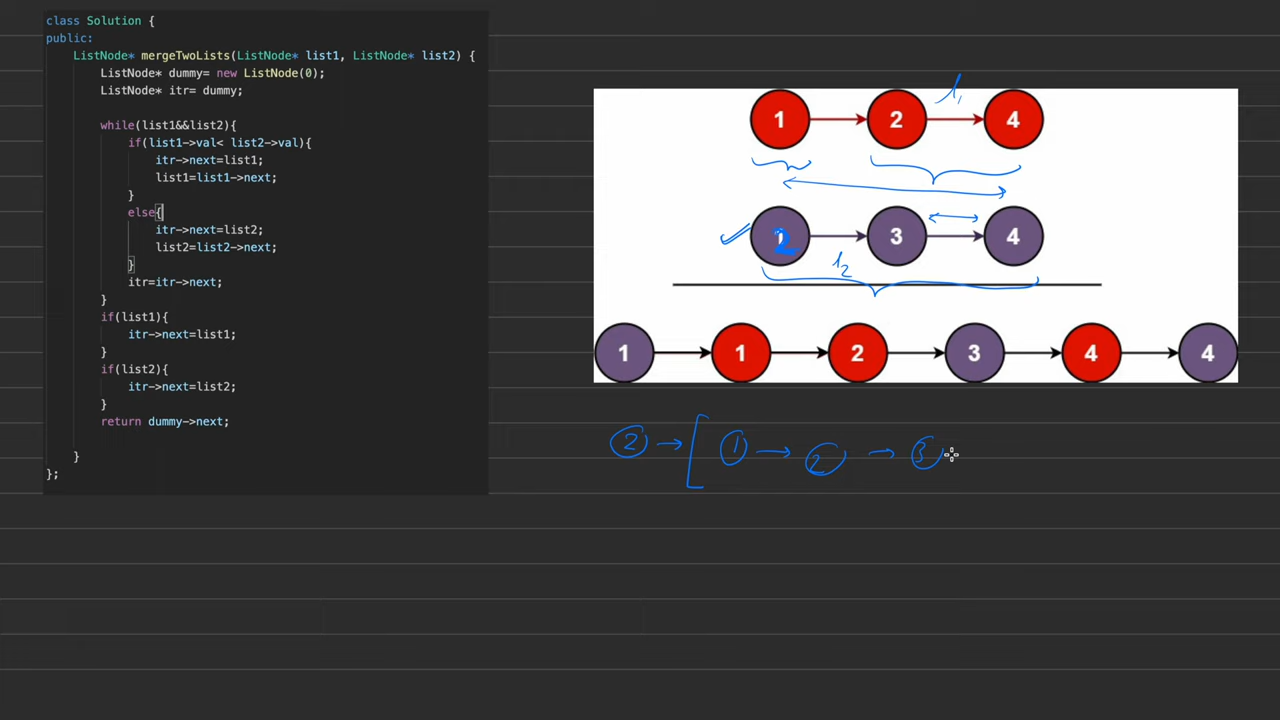 class Solution {
public:
ListNode* mergeTwoLists(ListNode* list1, ListNode* list2) {
ListNode* dummy= new ListNode(0);
ListNode* itr= dummy;
while(list1&&list2){
if(list1->val< list2->val){
itr->next=list1;
list1=list1->next;
}
else{
itr->next=list2;
list2=list2->next;
}
itr=itr->next;
}
if(list1){
itr->next=list1;
}
if(list2){
itr->next=list2;
}
return dummy->next;
}
};
l1
1 2 4
2 3 4
l2
1 1 2 3 4 4
2 → [ 1 → 2 → 3